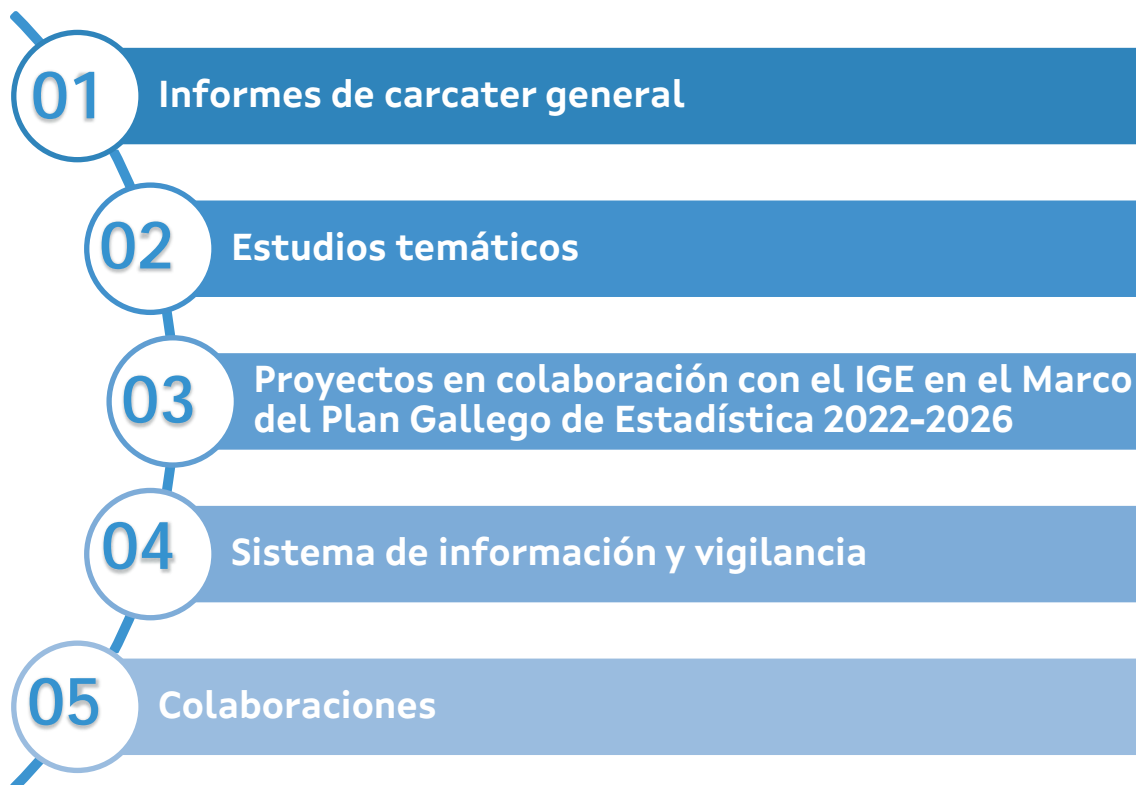 01
Informes de carcater general
02
Estudios temáticos
03
Proyectos en colaboración con el IGE en el Marco
del Plan Gallego de Estadística 2022-2026
04
Sistema de información y vigilancia
05
Colaboraciones